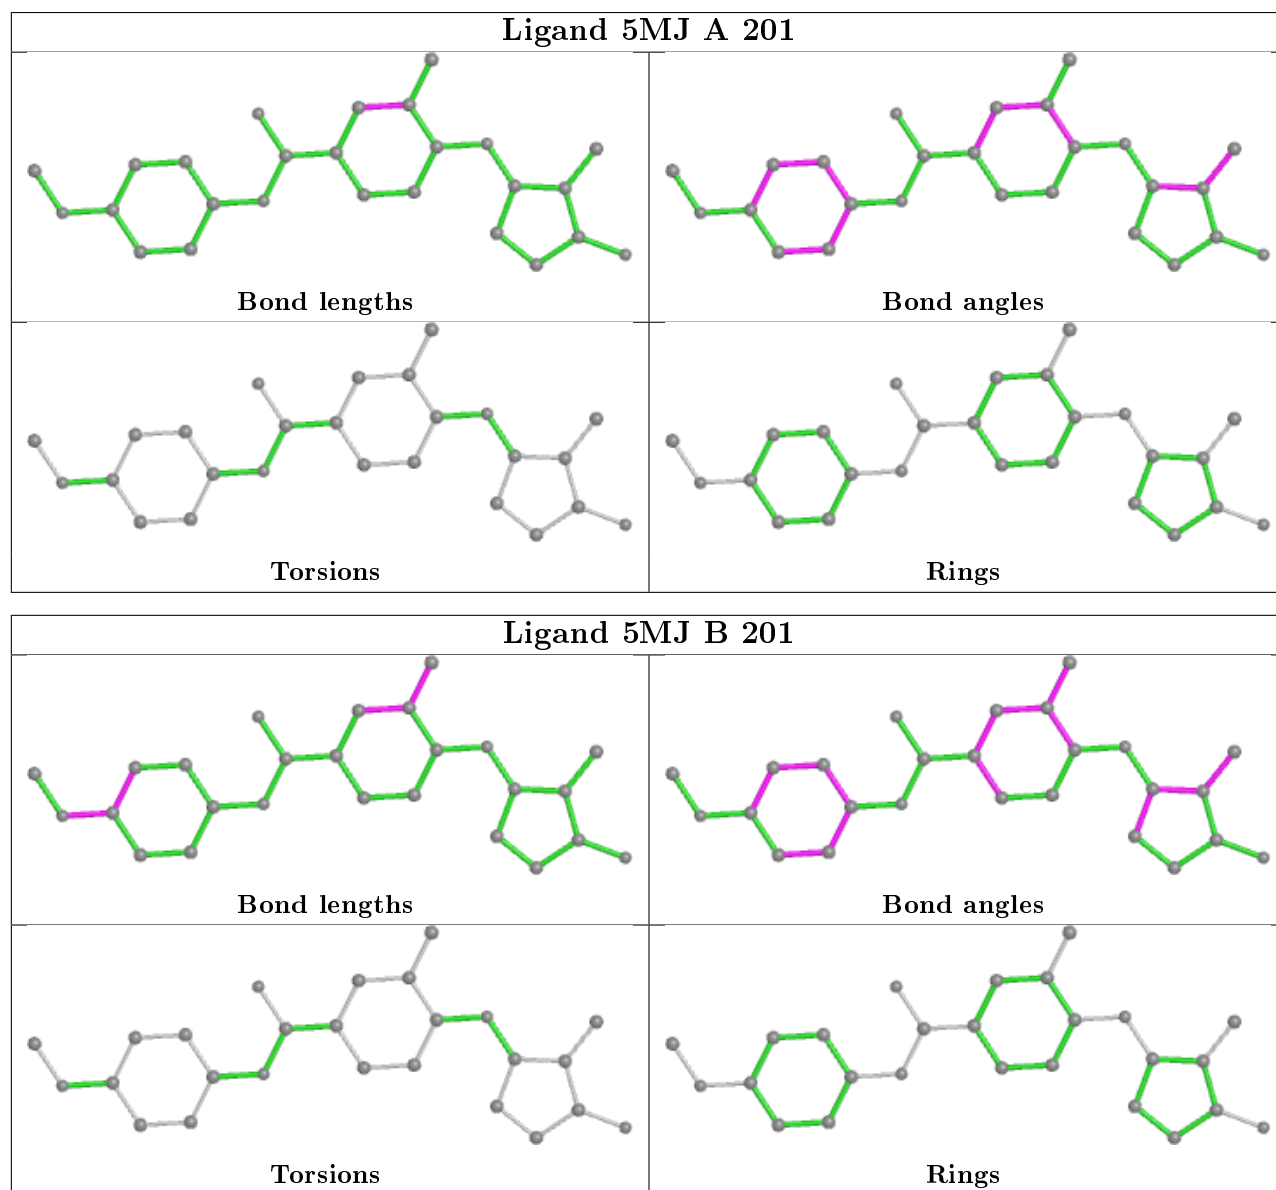 Ligand 5MJ A 201
Bond lengths
Bond angles
Torsions
Rings
Ligand 5MJ B 201
Bond lengths
Bond angles
Torsions
Rings